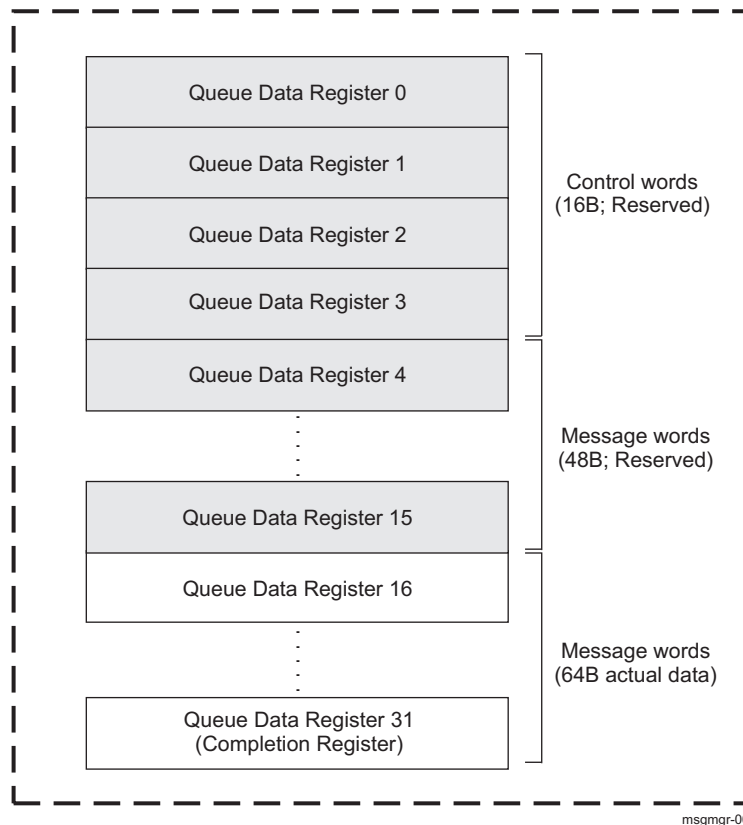 Queue Data Register 0
Queue Data Register 1
Control words
(16B; Reserved)
Queue Data Register 2
Queue Data Register 3
Queue Data Register 4
Message words
(48B; Reserved)
Queue Data Register 15
Queue Data Register 16
Message words
(64B actual data)
Queue Data Register 31
(Completion Register)